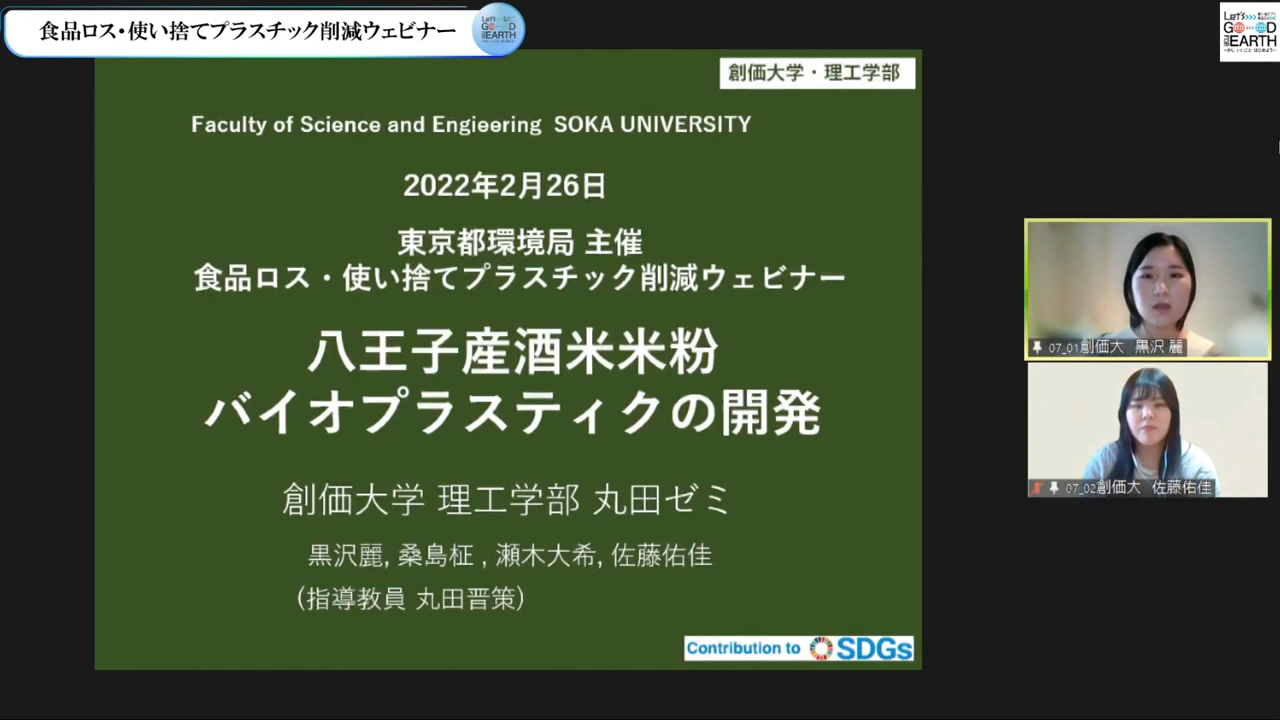 食品ロス・使い捨てプラスチック削減ウェビナー
Let's
GOOD
FOR EARTH
Let's
GOOD
FOR EARTH
創価大学・理工学部
Faculty of Science and Engieering SOKA UNIVERSITY
2022年2月26日
東京都環境局 主催
食品ロス・使い捨てプラスチック削減ウェビナー
八王子産酒米米粉
バイオプラスティクの開発
創価大学 理工学部 丸田ゼミ
黒沢麗, 桑島柾 , 瀬木大希, 佐藤佑佳
(指導教員 丸田晋策)
Contribution to SDGs
07_01創価大 黒沢 麗
07_02創価大 佐藤佑佳